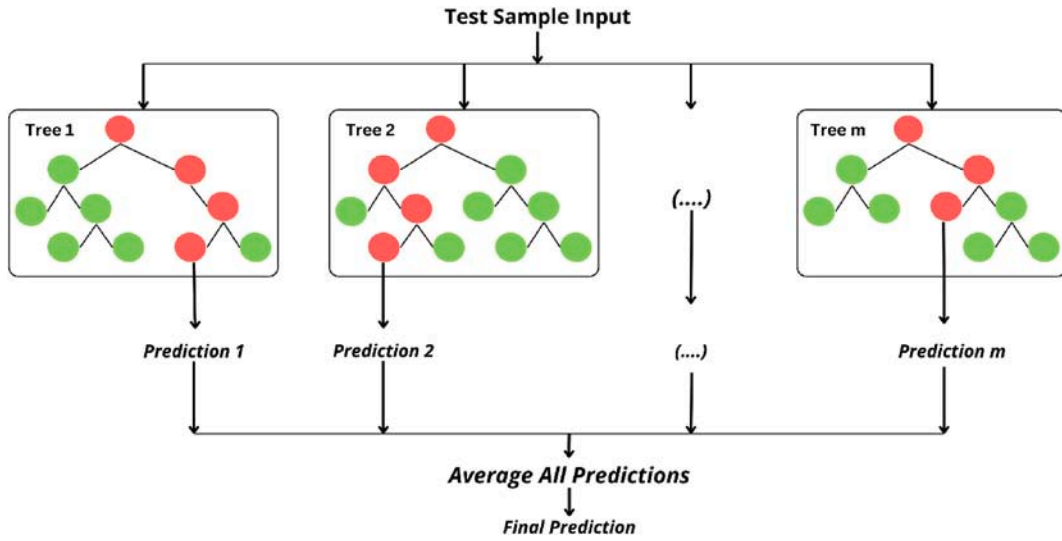 Test Sample Input
Tree 1
Tree 2
Tree m
(....)
Prediction 1
Prediction 2
(....)
Prediction m
Average All Predictions
Final Prediction